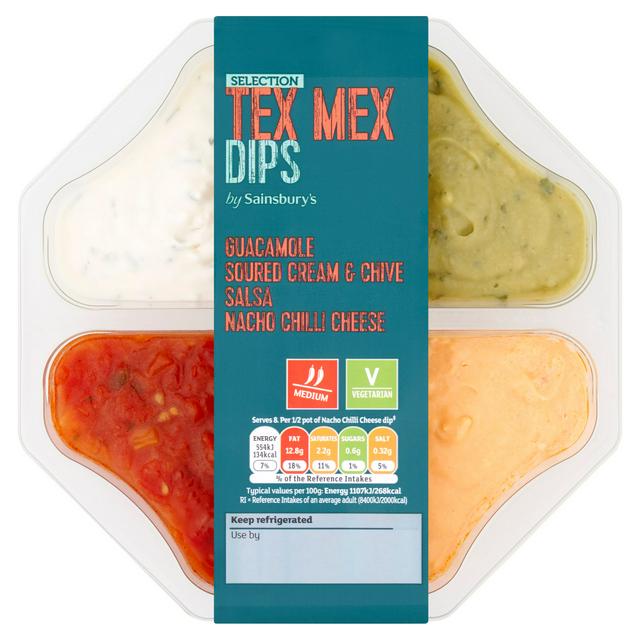 SELECTION
TEX MEX
DIPS
by Sainsbury's
GUACAMOLE
SOURED CREAM & CHIVE
SALSA
NACHO CHILLI CHEESE
MEDIUM
V
VEGETARIAN
Serves 8. Per 1/2 pot of Nacho Chilli Cheese dip‡
ENERGY FAT SATURATES SUGARS SALT
554kJ 134kcal 12.8g 2.2g 0.6g 0.32g
7% 18% 11% 1% 5%
% of the Reference Intakes
Typical values per 100g: Energy 1107kJ/268kcal
RI = Reference Intakes of an average adult (8400kJ/2000kcal)
Keep refrigerated
Use by